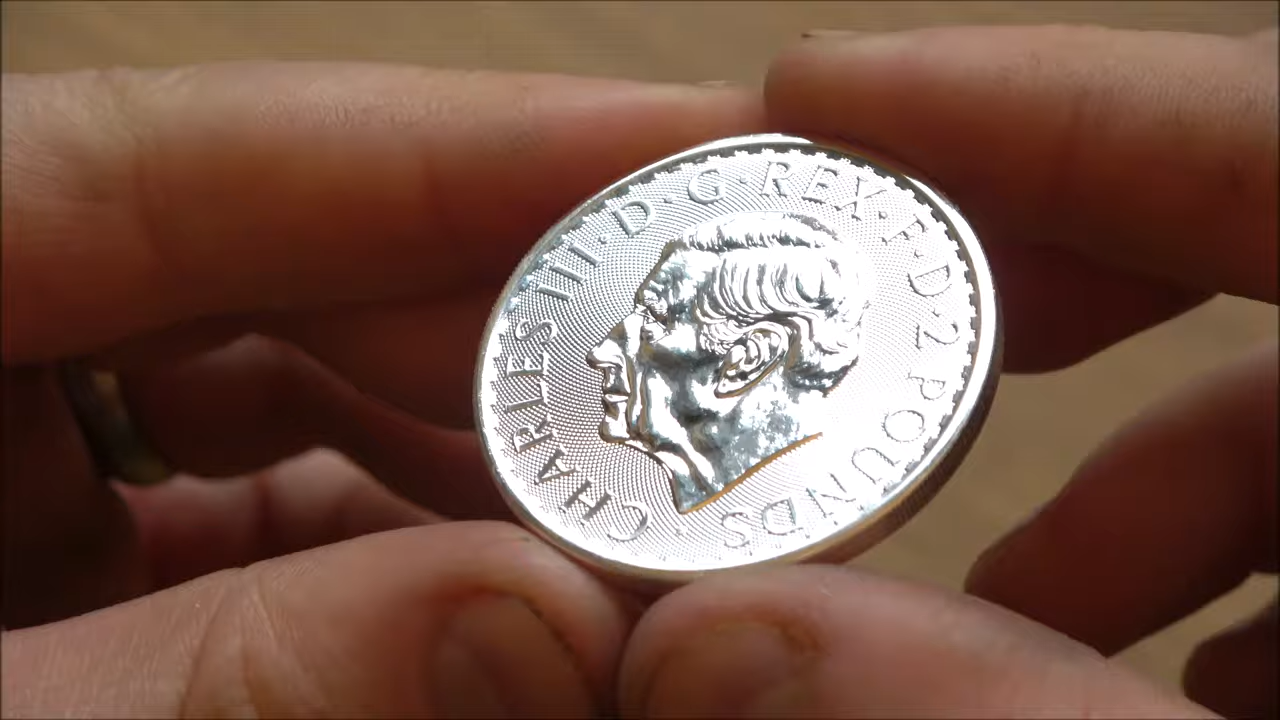 CHARLES III · D · G · REX · F · D · 2 POUNDS ·